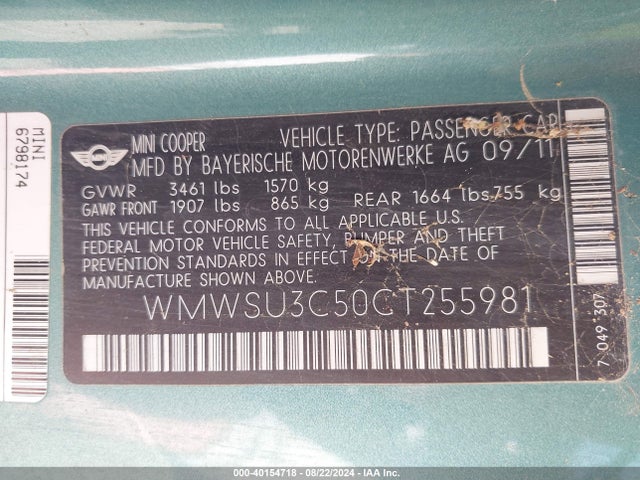 MINI
6798174
MINI
MINI COOPER
VEHICLE TYPE: PASSENGER CAR
MFD BY BAYERISCHE MOTORENWERKE AG 09/11
GVWR 3461 lbs 1570 kg
GAWR FRONT 1907 lbs 865 kg REAR 1664 lbs 755 kg
THIS VEHICLE CONFORMS TO ALL APPLICABLE U.S.
FEDERAL MOTOR VEHICLE SAFETY, BUMPER AND THEFT
PREVENTION STANDARDS IN EFFECT ON THE DATE OF
MANUFACTURE SHOWN ABOVE.
WMWSU3C50CT255981
7 049 307
000-40154718 - 08/22/2024 - IAA Inc.